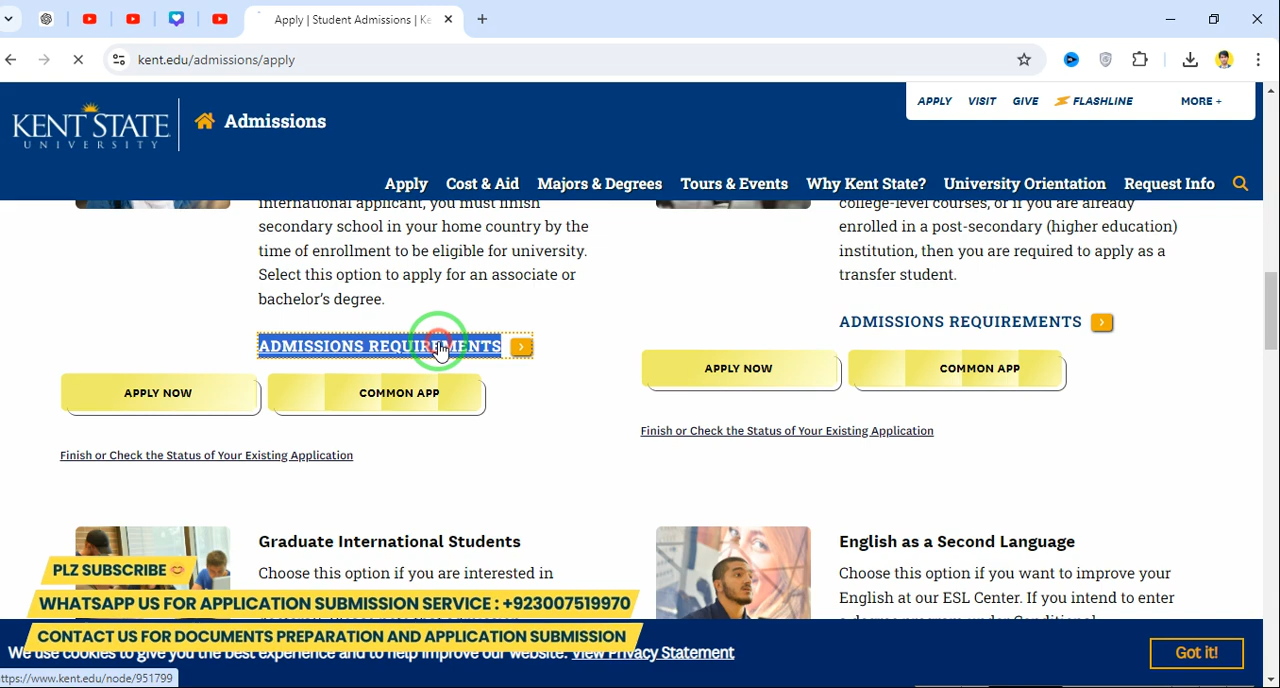 Apply | Student Admissions | Ke
kent.edu/admissions/apply
APPLY VISIT GIVE FLASHLINE MORE +
KENT STATE
UNIVERSITY
Admissions
Apply Cost & Aid Majors & Degrees Tours & Events Why Kent State? University Orientation Request Info
international applicant, you must finish
secondary school in your home country by the
time of enrollment to be eligible for university.
Select this option to apply for an associate or
bachelor's degree.
ADMISSIONS REQUIREMENTS
APPLY NOW COMMON APP
Finish or Check the Status of Your Existing Application
college-level courses, or if you are already
enrolled in a post-secondary (higher education)
institution, then you are required to apply as a
transfer student.
ADMISSIONS REQUIREMENTS
APPLY NOW COMMON APP
Finish or Check the Status of Your Existing Application
Graduate International Students
Choose this option if you are interested in
English as a Second Language
Choose this option if you want to improve your
English at our ESL Center. If you intend to enter
a degree program under Conditional
PLZ SUBSCRIBE 😊
WHATSAPP US FOR APPLICATION SUBMISSION SERVICE : +923007519970
CONTACT US FOR DOCUMENTS PREPARATION AND APPLICATION SUBMISSION
We use cookies to give you the best experience and to help improve our website. View Privacy Statement
Got it!
https://www.kent.edu/node/951799